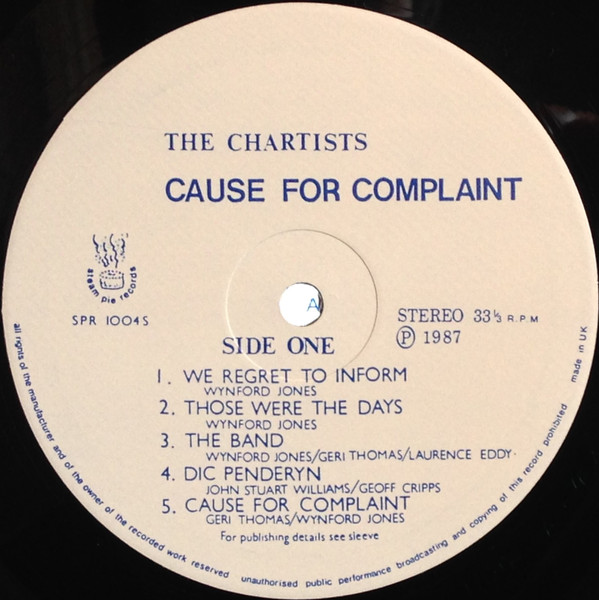 THE CHARTISTS
CAUSE FOR COMPLAINT
steam pie records
SPR 1004S
A
STEREO 33⅓ R.P.M
Ⓟ 1987
SIDE ONE
1. WE REGRET TO INFORM
WYNFORD JONES
2. THOSE WERE THE DAYS
WYNFORD JONES
3. THE BAND
WYNFORD JONES/GERI THOMAS/LAURENCE EDDY.
4. DIC PENDERYN
JOHN STUART WILLIAMS/GEOFF CRIPPS
5. CAUSE FOR COMPLAINT
GERI THOMAS/WYNFORD JONES
For publishing details see sleeve
all rights of the manufacturer and of the owner of the recorded work reserved unauthorised public performance broadcasting and copying of this record prohibited made in UK